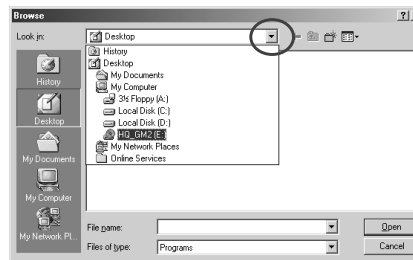 Browse
Look in:
Desktop
History
Desktop
My Documents
My Computer
3½ Floppy (A:)
Local Disk (C:)
Local Disk (D:)
HQ_GM2 (E:)
My Network Places
Online Services
History
Desktop
My Documents
My Computer
My Network Pl...
File name:
Open
Files of type:
Programs
Cancel